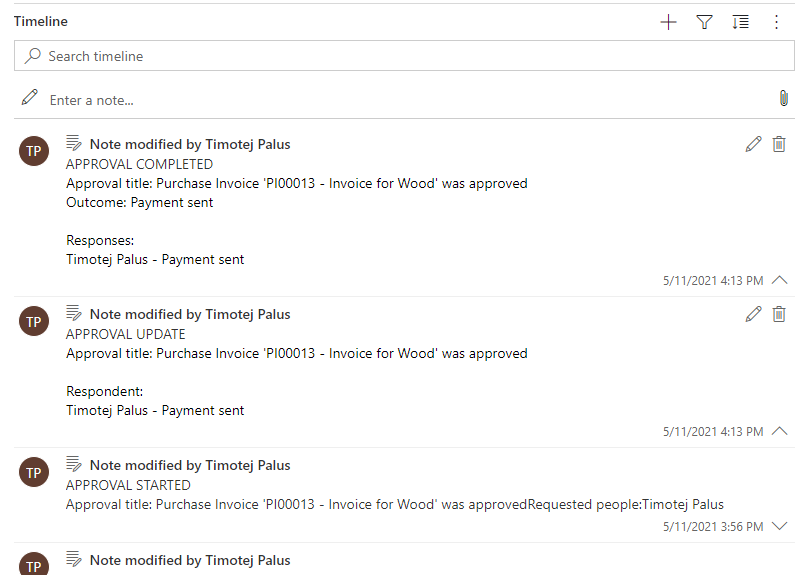 Timeline
Search timeline
Enter a note...
TP
Note modified by Timotej Palus
APPROVAL COMPLETED
Approval title: Purchase Invoice 'PI00013 - Invoice for Wood' was approved
Outcome: Payment sent
Responses:
Timotej Palus - Payment sent
5/11/2021 4:13 PM
TP
Note modified by Timotej Palus
APPROVAL UPDATE
Approval title: Purchase Invoice 'PI00013 - Invoice for Wood' was approved
Respondent:
Timotej Palus - Payment sent
5/11/2021 4:13 PM
TP
Note modified by Timotej Palus
APPROVAL STARTED
Approval title: Purchase Invoice 'PI00013 - Invoice for Wood' was approvedRequested people:Timotej Palus
5/11/2021 3:56 PM
TP
Note modified by Timotej Palus